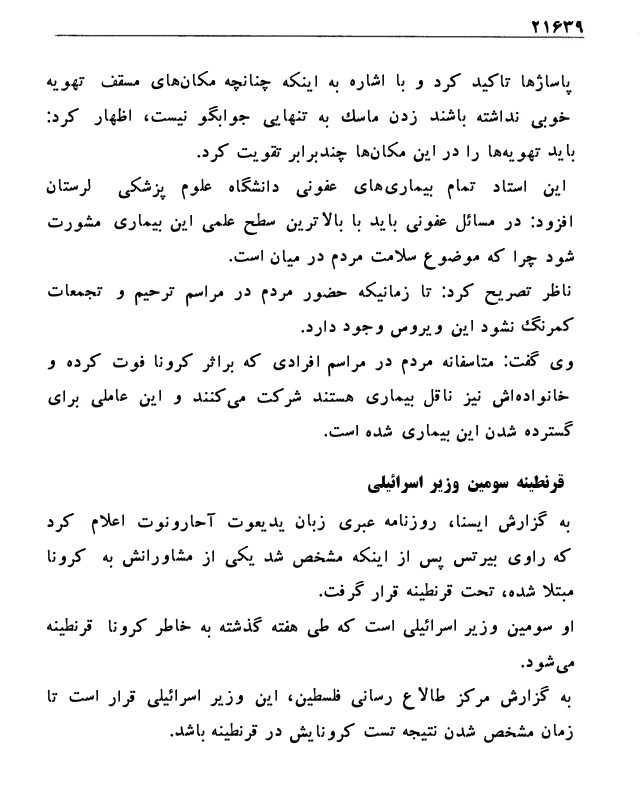 ۲۱۶۳۹
پاساژها تاکید کرد و با اشاره به اینکه چنانچه مکان‌های مسقف تهویه
خوبی نداشته باشند زدن ماسك به تنهایی جوابگو نیست، اظهار کرد:
باید تهویه‌ها را در این مکان‌ها چندبرابر تقویت کرد.
این استاد تمام بیماری‌های عفونی دانشگاه علوم پزشکی لرستان
افزود: در مسائل عفونی باید با بالاترین سطح علمی این بیماری مشورت
شود چرا که موضوع سلامت مردم در میان است.
ناظر تصریح کرد: تا زمانیکه حضور مردم در مراسم ترحیم و تجمعات
کمرنگ نشود این ویروس وجود دارد.
وی گفت: متاسفانه مردم در مراسم افرادی که براثر کرونا فوت کرده و
خانواده‌اش نیز ناقل بیماری هستند شرکت می‌کنند و این عاملی برای
گسترده شدن این بیماری شده است.
قرنطینه سومین وزیر اسرائیلی
به گزارش ایسنا، روزنامه عبری زبان یدیعوت آحارونوت اعلام کرد
که راوی بیرتس پس از اینکه مشخص شد یکی از مشاورانش به کرونا
مبتلا شده، تحت قرنطینه قرار گرفت.
او سومین وزیر اسرائیلی است که طی هفته گذشته به خاطر کرونا قرنطینه
می‌شود.
به گزارش مرکز طالاع رسانی فلسطین، این وزیر اسرائیلی قرار است تا
زمان مشخص شدن نتیجه تست کرونایش در قرنطینه باشد.